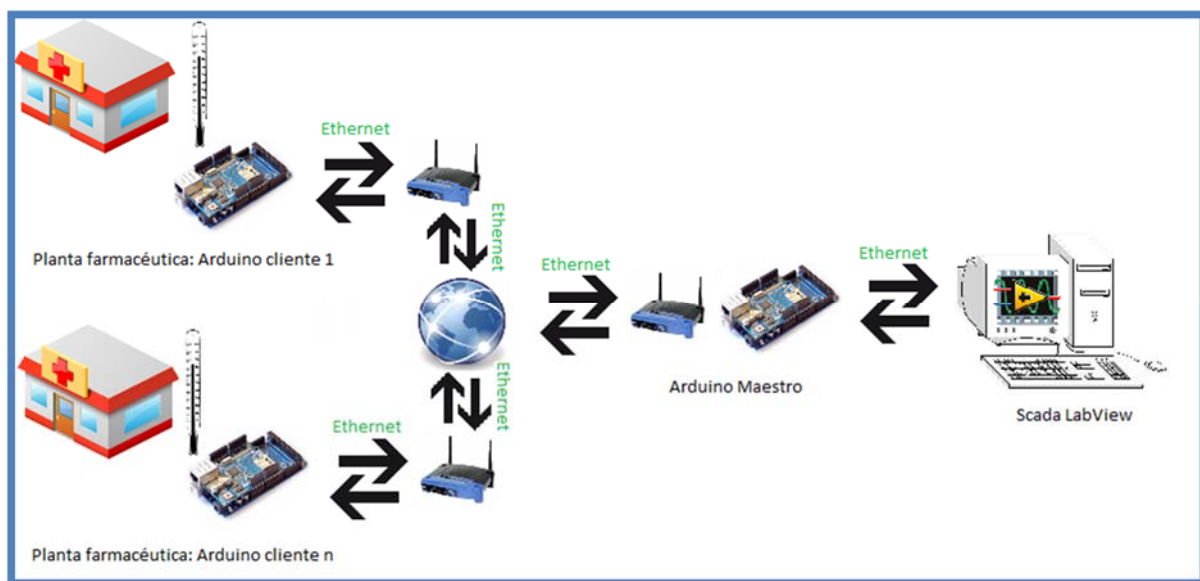 Ethernet
Planta farmacéutica: Arduino cliente 1
Ethernet
Ethernet
Ethernet
Arduino Maestro
Scada LabView
Ethernet
Ethernet
Planta farmacéutica: Arduino cliente n